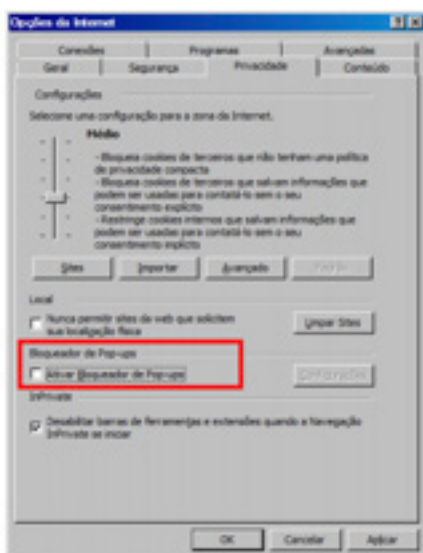 Opções da Internet
Conexões Programas Avançadas
Geral Segurança Privacidade Conteúdo
Configurações
Selecione uma configuração para a zona da Internet.
Médio
- Bloqueia cookies de terceiros que não tenham uma política
de privacidade compacta
- Bloqueia cookies de terceiros que salvam informações que
podem ser usadas para contatá-lo sem o seu
consentimento explícito
- Restringe cookies internos que salvam informações que
podem ser usadas para contatá-lo sem o seu
consentimento implícito
Sites Importar Avançado Padrão
Local
Nunca permitir sites da web que solicitem
sua localização física
Limpar Sites
Bloqueador de Pop-ups
Ativar Bloqueador de Pop-ups
Configurações
InPrivate
Desabilitar barras de ferramentas e extensões quando a Navegação
InPrivate se iniciar
OK Cancelar Aplicar